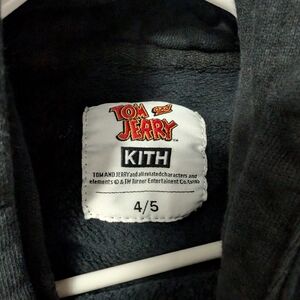 TOM AND
JERRY
KITH
TOM AND JERRY and all related characters and
elements © & TM Turner Entertainment Co.
4/5